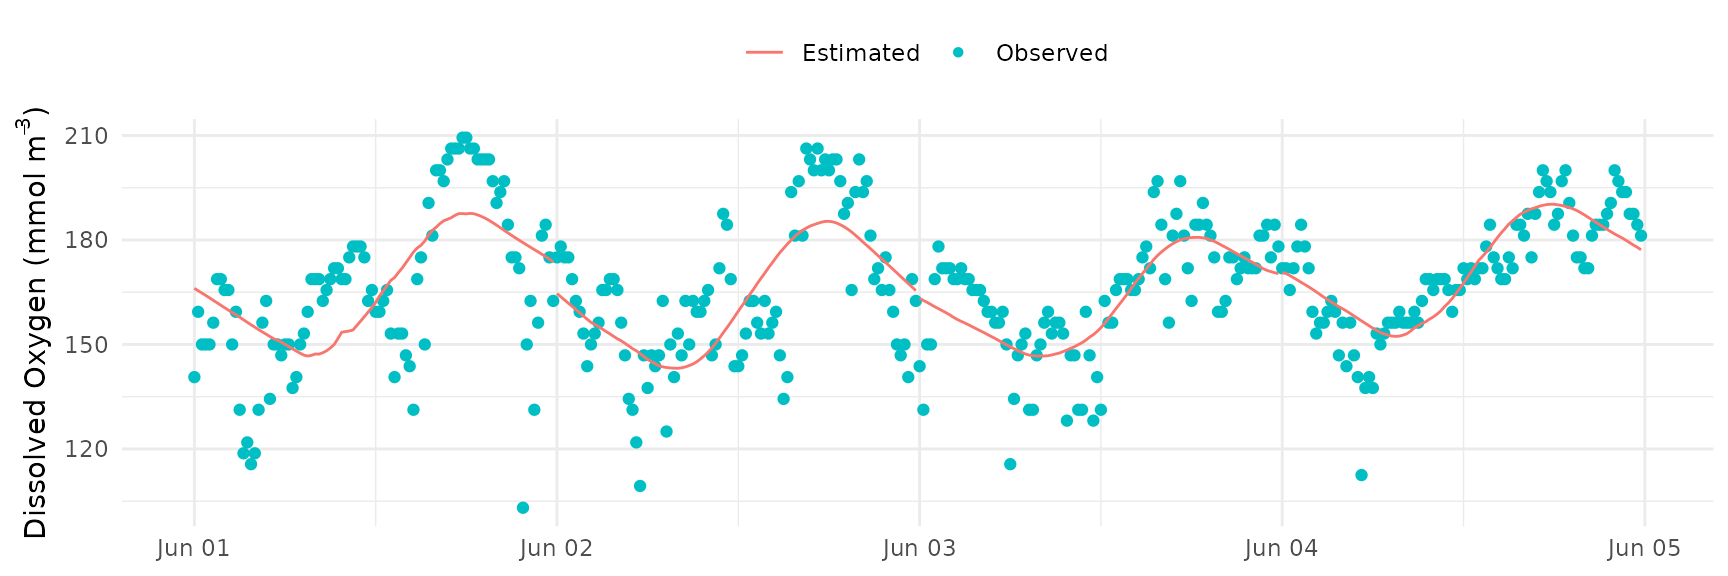 Estimated Observed
Dissolved Oxygen (mmol m⁻³)
210
180
150
120
Jun 01 Jun 02 Jun 03 Jun 04 Jun 05